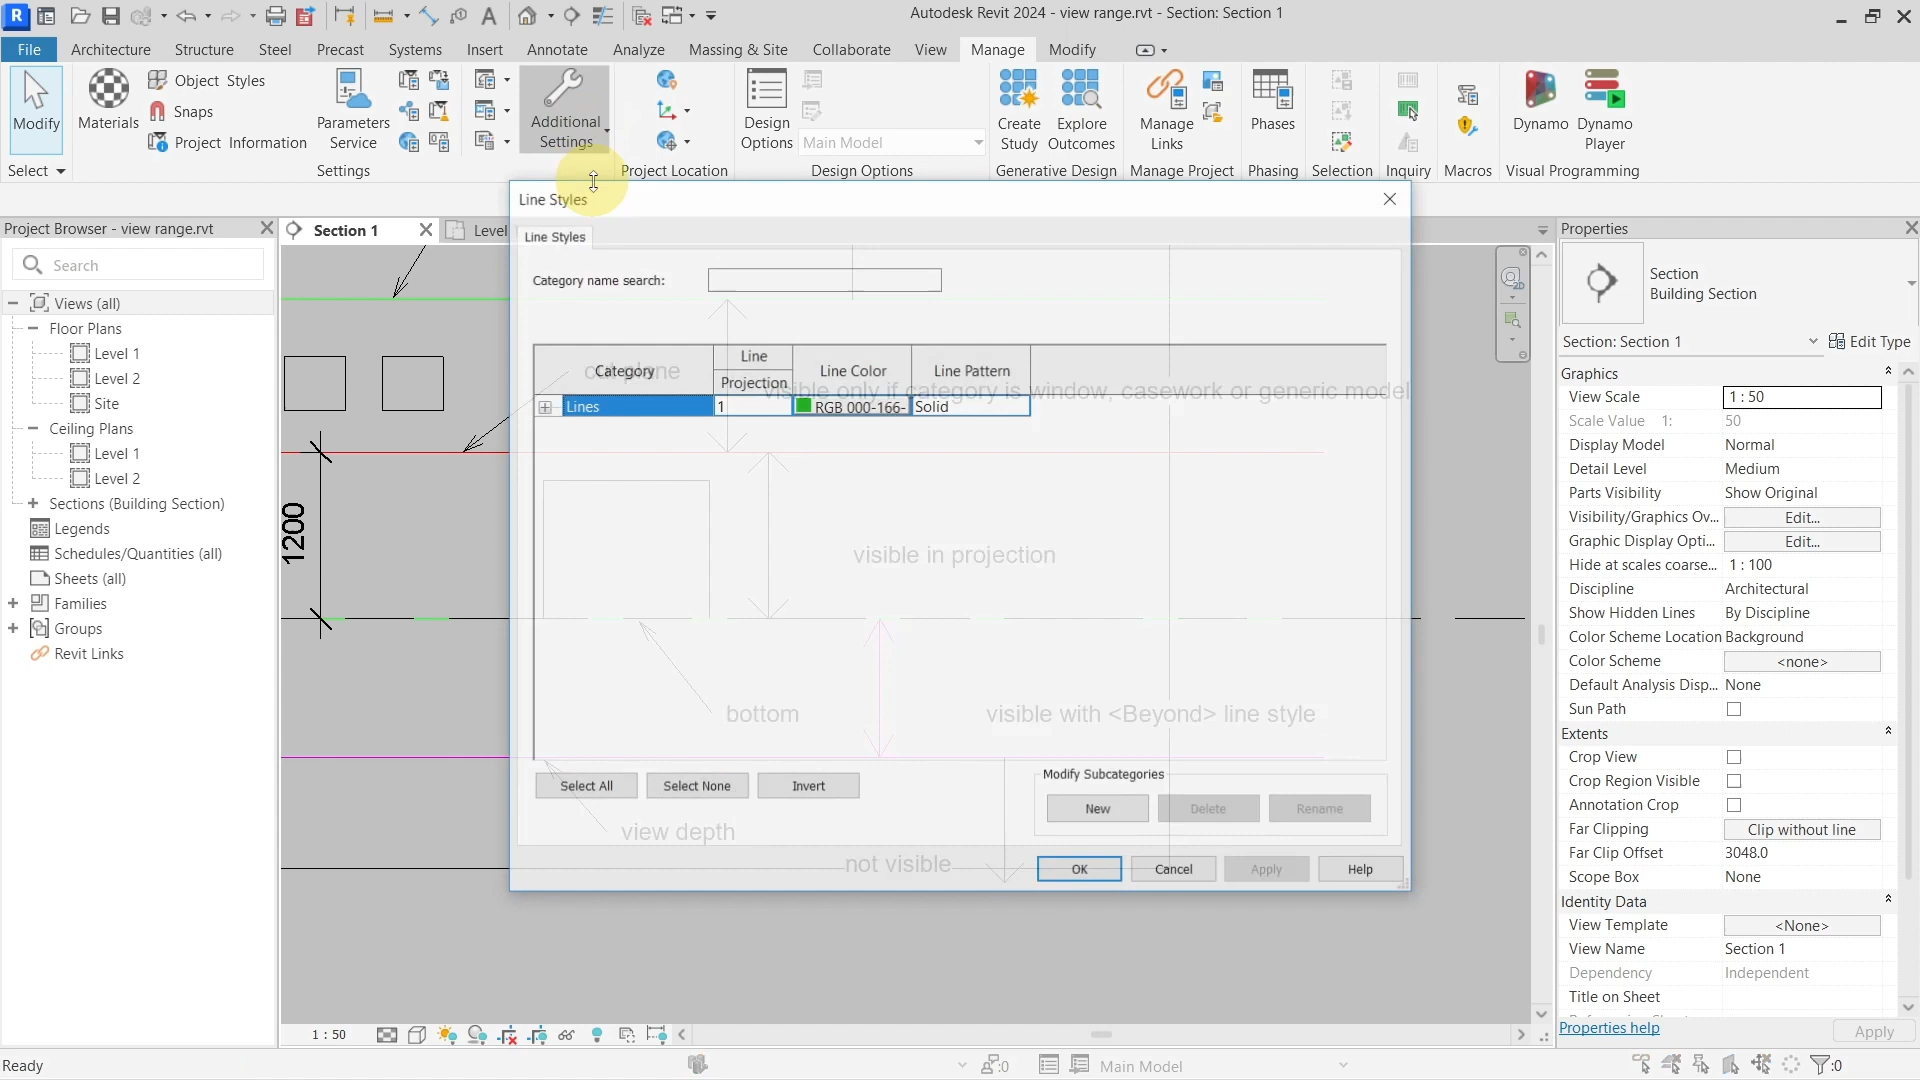 Autodesk Revit 2024 - view range.rvt - Section: Section 1
File Architecture Structure Steel Precast Systems Insert Annotate Analyze Massing & Site Collaborate View Manage Modify
Modify
Select
Materials
Object Styles
Snaps
Project Information
Parameters
Service
Settings
Additional
Settings
Project Location
Design
Options
Main Model
Design Options
Create
Study
Explore
Outcomes
Generative Design
Manage
Links
Manage Project
Phases
Phasing
Selection
Inquiry
Macros
Dynamo
Dynamo
Player
Visual Programming
Project Browser - view range.rvt
Search
Views (all)
Floor Plans
Level 1
Level 2
Site
Ceiling Plans
Level 1
Level 2
Sections (Building Section)
Legends
Schedules/Quantities (all)
Sheets (all)
Families
Groups
Revit Links
Section 1
Level
1200
Line Styles
Line Styles
Category name search:
Category
Line
Projection
Line Color
Line Pattern
Lines 1 RGB 000-166- Solid
cut plane
visible only if category is window, casework or generic model
visible in projection
bottom
visible with <Beyond> line style
view depth
not visible
Select All Select None Invert
Modify Subcategories
New Delete Rename
OK Cancel Apply Help
Properties
Section
Building Section
Section: Section 1
Edit Type
Graphics
View Scale 1 : 50
Scale Value 1: 50
Display Model Normal
Detail Level Medium
Parts Visibility Show Original
Visibility/Graphics Ov... Edit...
Graphic Display Opti... Edit...
Hide at scales coarse... 1 : 100
Discipline Architectural
Show Hidden Lines By Discipline
Color Scheme Location Background
Color Scheme <none>
Default Analysis Disp... None
Sun Path
Extents
Crop View
Crop Region Visible
Annotation Crop
Far Clipping Clip without line
Far Clip Offset 3048.0
Scope Box None
Identity Data
View Template <None>
View Name Section 1
Dependency Independent
Title on Sheet
Properties help
Apply
1 : 50
Ready
:0
Main Model
:0